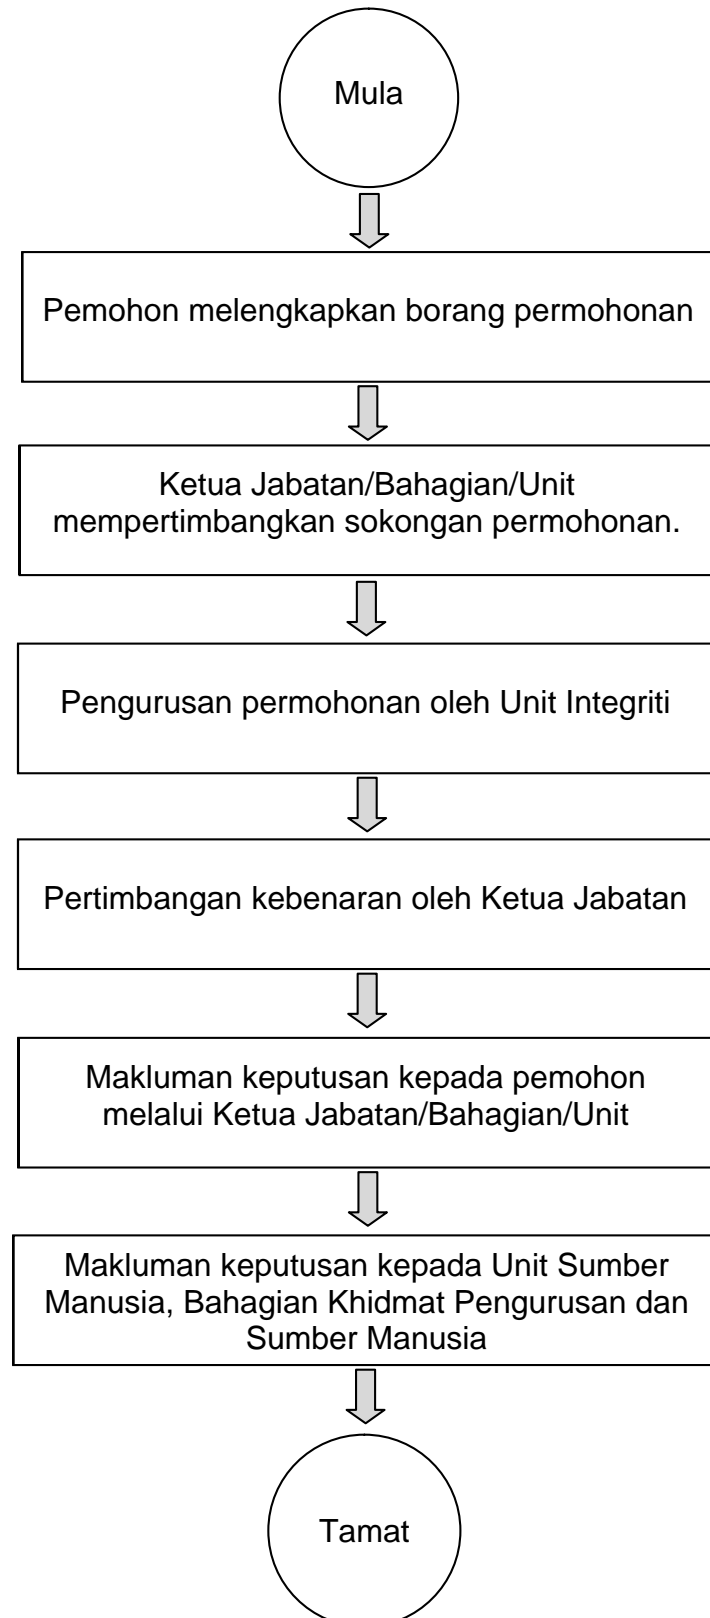 Mula
Pemohon melengkapkan borang permohonan
Ketua Jabatan/Bahagian/Unit
mempertimbangkan sokongan permohonan.
Pengurusan permohonan oleh Unit Integriti
Pertimbangan kebenaran oleh Ketua Jabatan
Makluman keputusan kepada pemohon
melalui Ketua Jabatan/Bahagian/Unit
Makluman keputusan kepada Unit Sumber
Manusia, Bahagian Khidmat Pengurusan dan
Sumber Manusia
Tamat